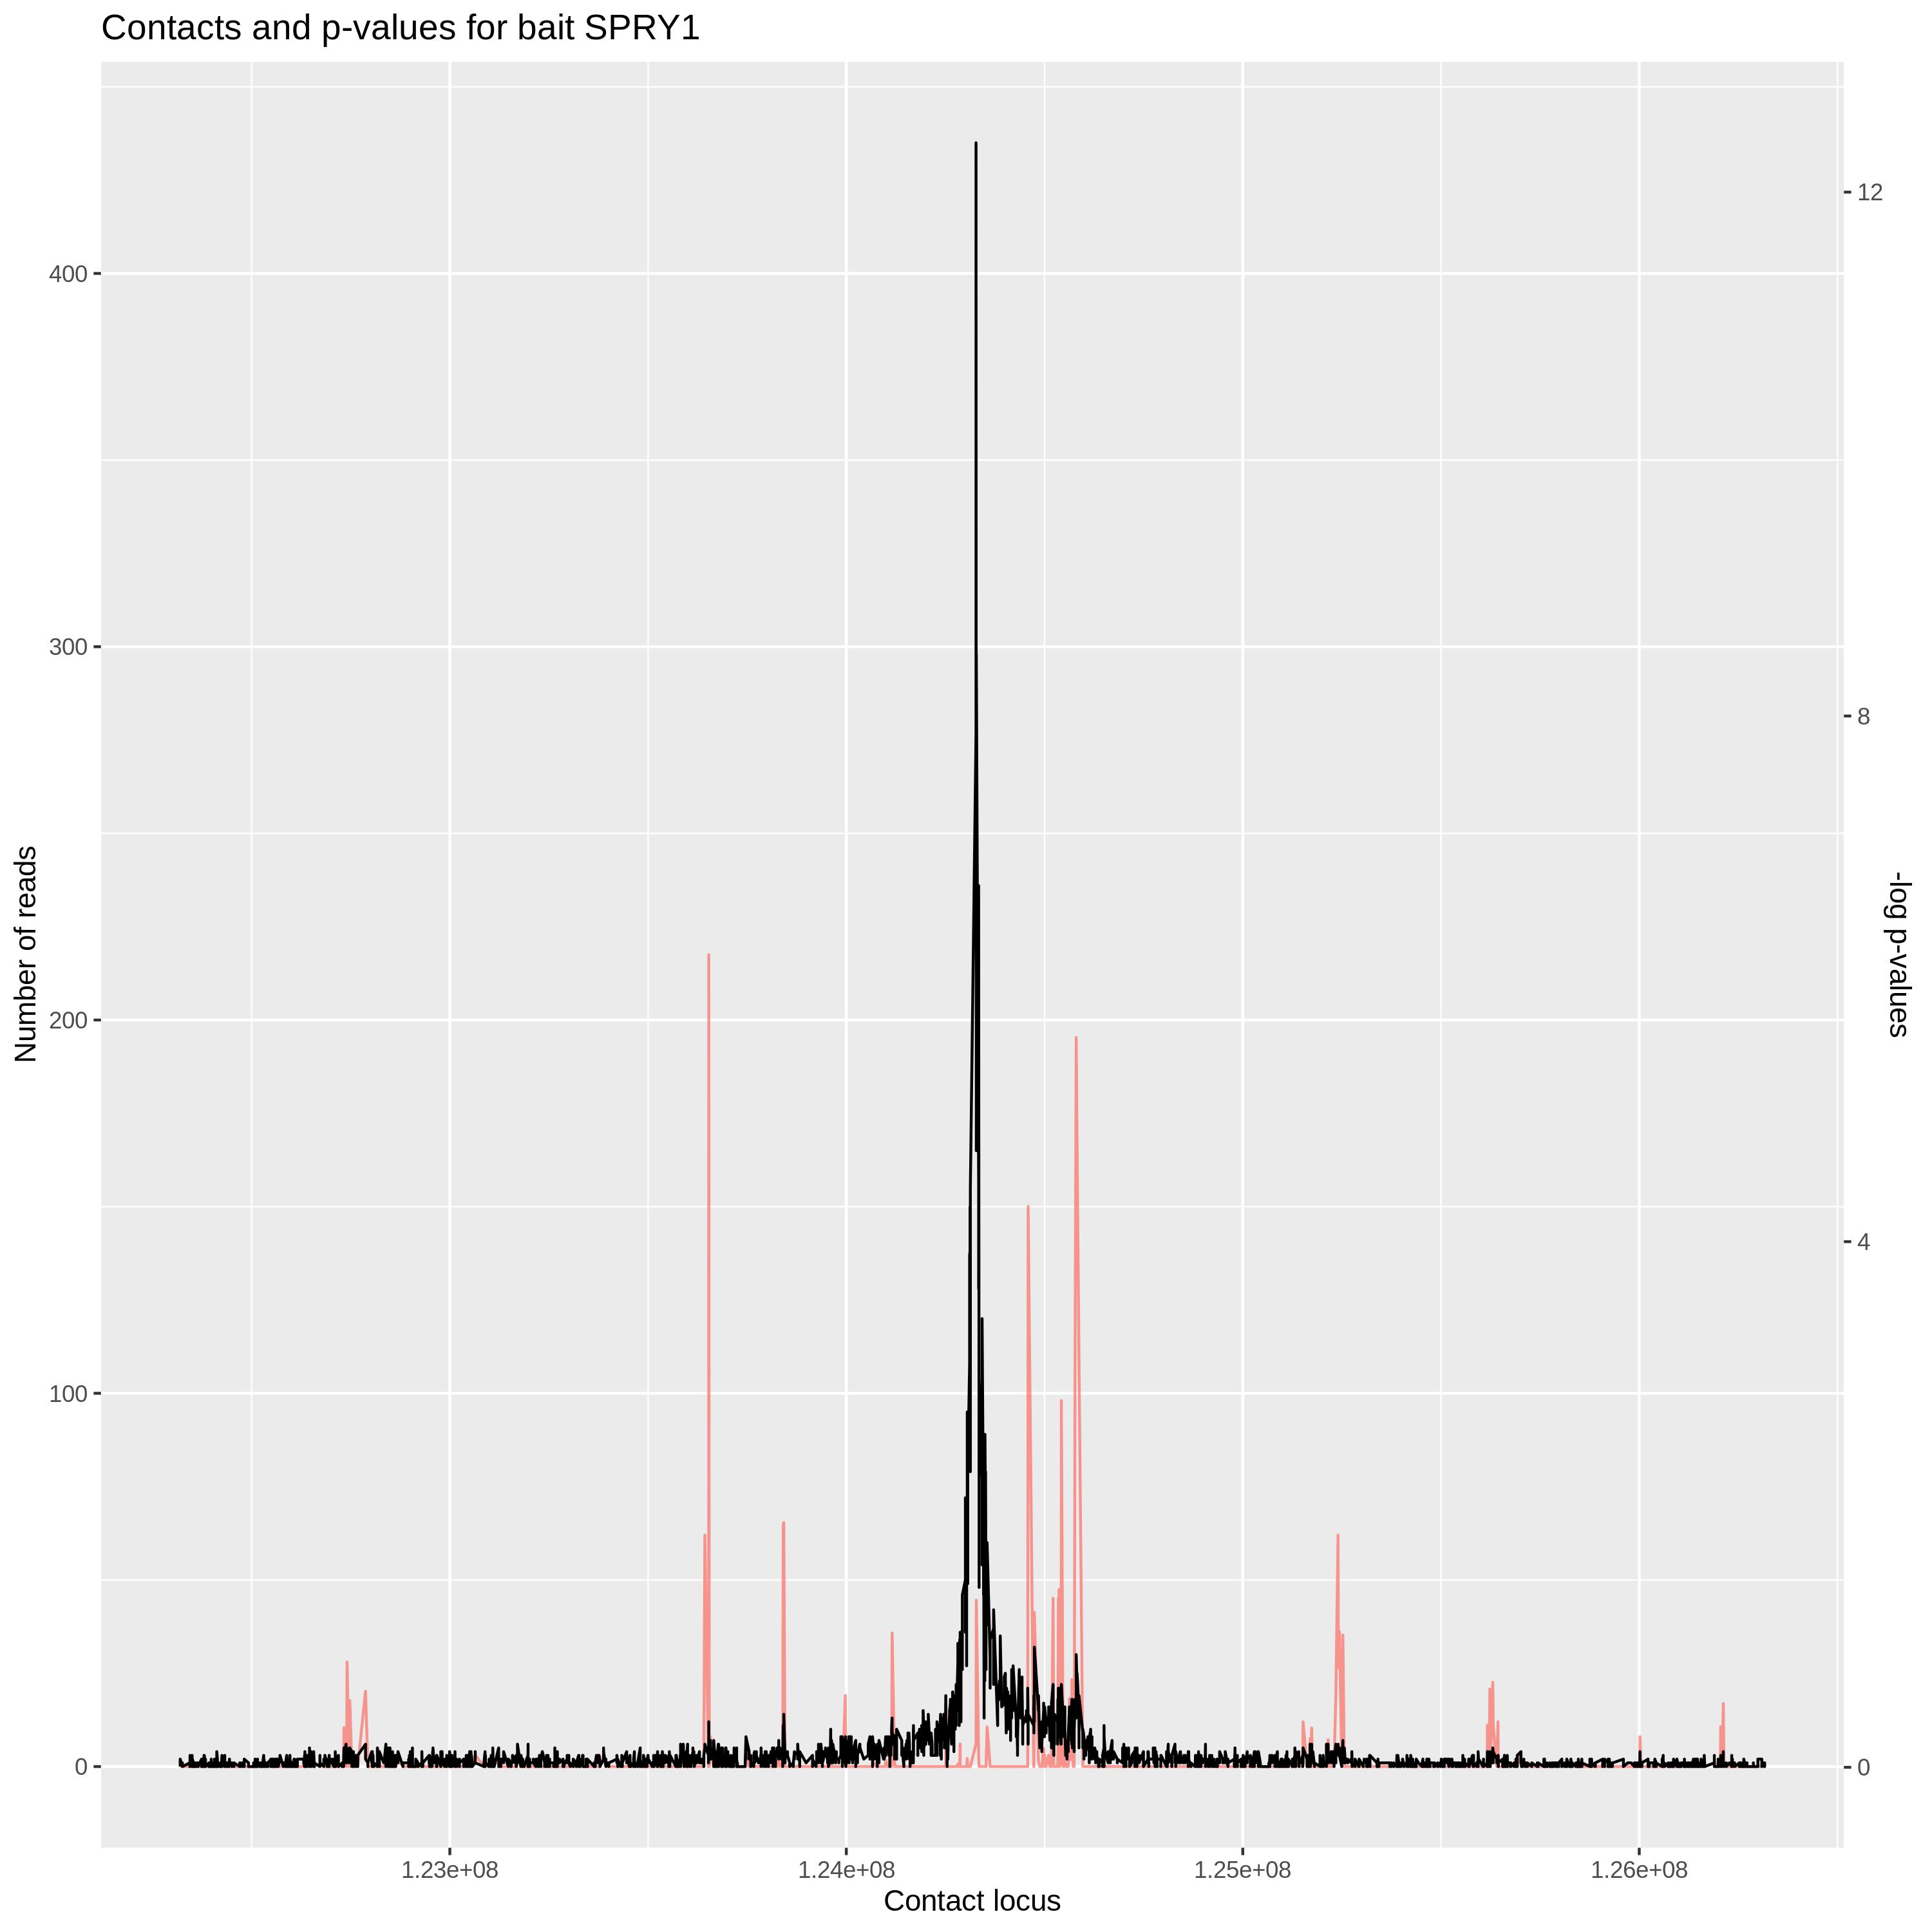 Contacts and p-values for bait SPRY1
Number of reads
400
300
200
100
0
12
8
4
0
-log p-values
1.23e+08 1.24e+08 1.25e+08 1.26e+08
Contact locus